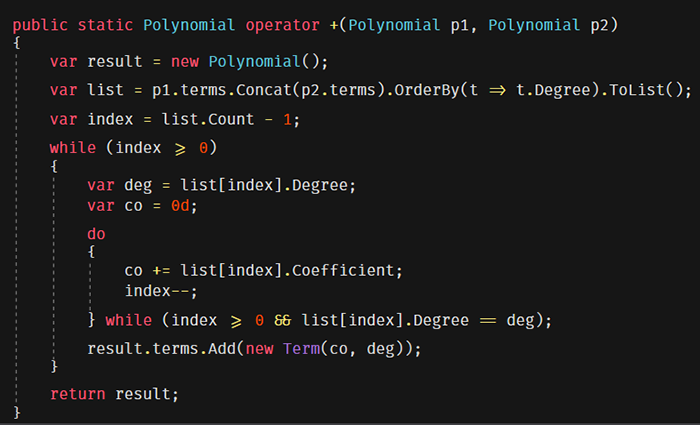 public static Polynomial operator +(Polynomial p1, Polynomial p2)
{
    var result = new Polynomial();
    var list = p1.terms.Concat(p2.terms).OrderBy(t => t.Degree).ToList();
    var index = list.Count - 1;
    while (index >= 0)
    {
        var deg = list[index].Degree;
        var co = 0d;
        do
        {
            co += list[index].Coefficient;
            index--;
        } while (index >= 0 && list[index].Degree == deg);
        result.terms.Add(new Term(co, deg));
    }
    return result;
}